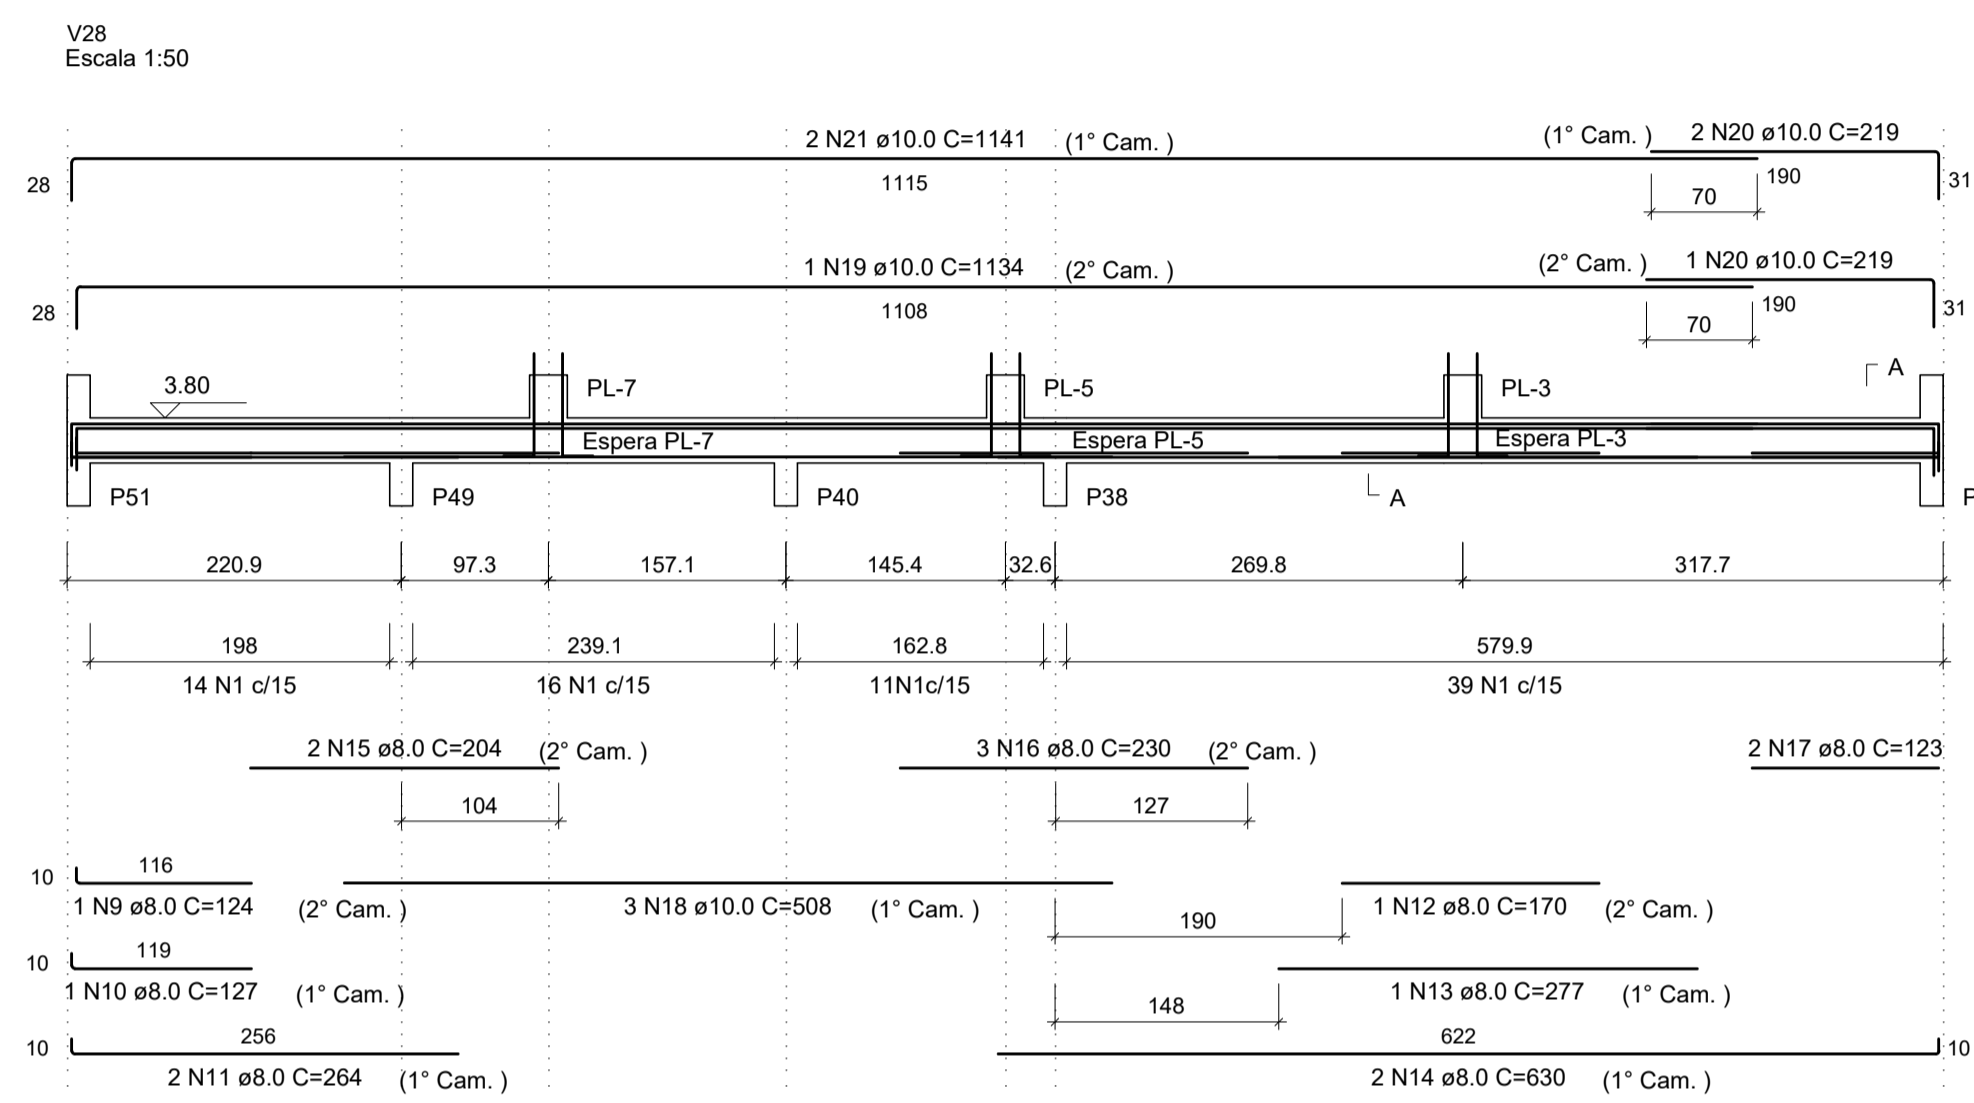 V28
Escala 1:50
2 N21 ø10.0 C=1141 (1° Cam. )
(1° Cam. ) 2 N20 ø10.0 C=219
28
1115
190
31
70
1 N19 ø10.0 C=1134 (2° Cam. )
(2° Cam. ) 1 N20 ø10.0 C=219
28
1108
190
31
70
3.80
PL-7
PL-5
PL-3
A
Espera PL-7
Espera PL-5
Espera PL-3
P51
P49
P40
P38
A
P
220.9
97.3
157.1
145.4
32.6
269.8
317.7
198
239.1
162.8
579.9
14 N1 c/15
16 N1 c/15
11N1c/15
39 N1 c/15
2 N15 ø8.0 C=204 (2° Cam. )
3 N16 ø8.0 C=230 (2° Cam. )
2 N17 ø8.0 C=123
104
127
116
10
1 N9 ø8.0 C=124 (2° Cam. )
3 N18 ø10.0 C=508 (1° Cam. )
1 N12 ø8.0 C=170 (2° Cam. )
190
119
10
1 N10 ø8.0 C=127 (1° Cam. )
1 N13 ø8.0 C=277 (1° Cam. )
148
256
622
10
10
2 N11 ø8.0 C=264 (1° Cam. )
2 N14 ø8.0 C=630 (1° Cam. )